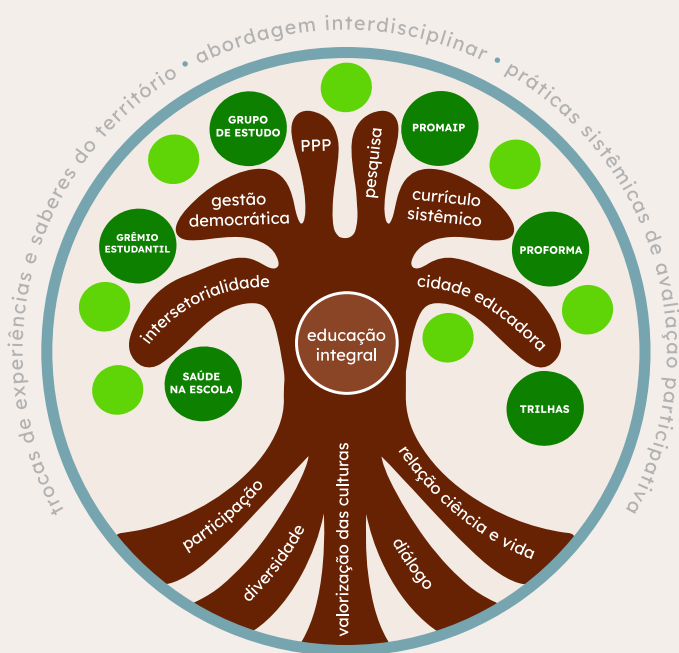 trocas de experiências e saberes do território • abordagem interdisciplinar • práticas sistêmicas de avaliação participativa
GRUPO
DE ESTUDO
PPP
pesquisa
PROMAIP
gestão
democrática
currículo
sistêmico
GRÊMIO
ESTUDANTIL
PROFORMA
intersetorialidade
cidade educadora
educação
integral
SAÚDE
NA ESCOLA
TRILHAS
participação
diversidade
valorização das culturas
diálogo
relação ciência e vida